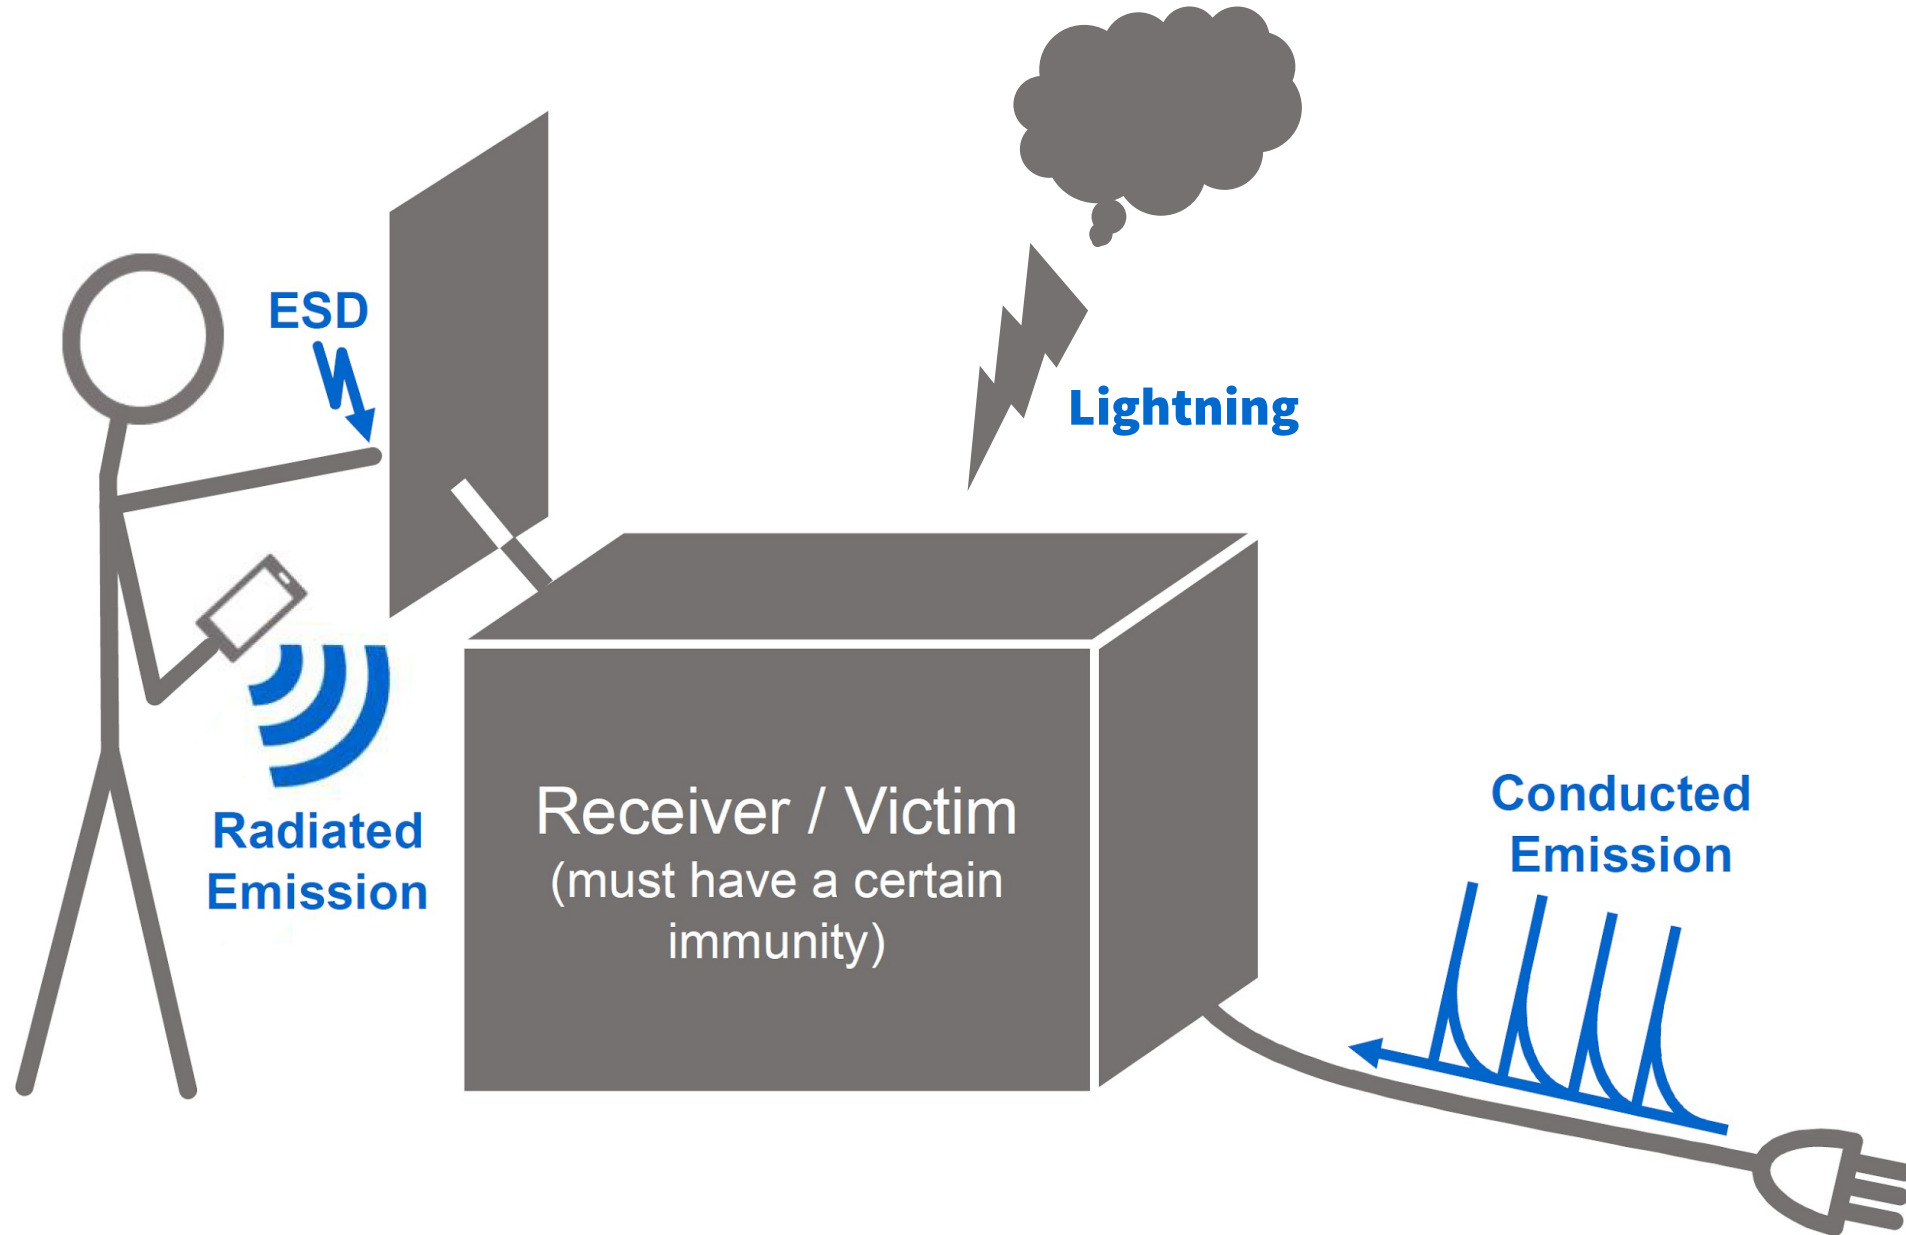 ESD
Lightning
Radiated
Emission
Receiver / Victim
(must have a certain
immunity)
Conducted
Emission